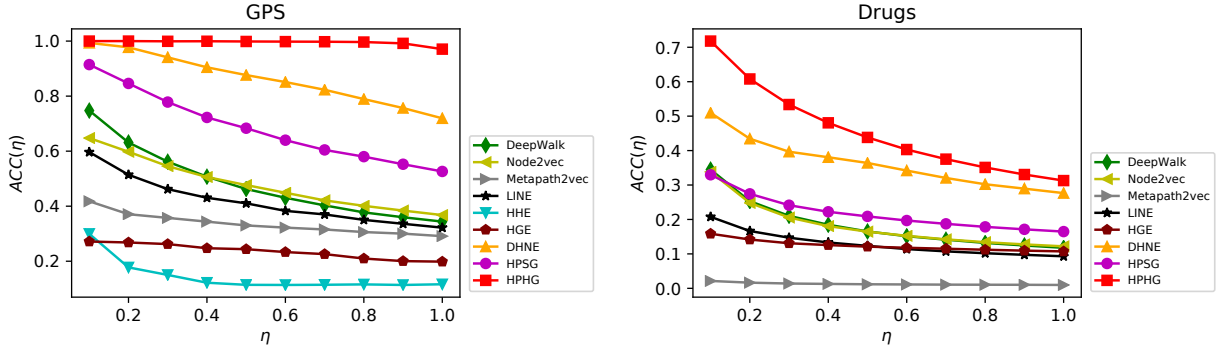 GPS
ACC(η)
1.0
0.8
0.6
0.4
0.2
0.2
0.4
0.6
0.8
1.0
η
DeepWalk
Node2vec
Metapath2vec
LINE
HHE
HGE
DHNE
HPSG
HPHG
Drugs
ACC(η)
0.7
0.6
0.5
0.4
0.3
0.2
0.1
0.0
0.2
0.4
0.6
0.8
1.0
η
DeepWalk
Node2vec
Metapath2vec
LINE
HGE
DHNE
HPSG
HPHG